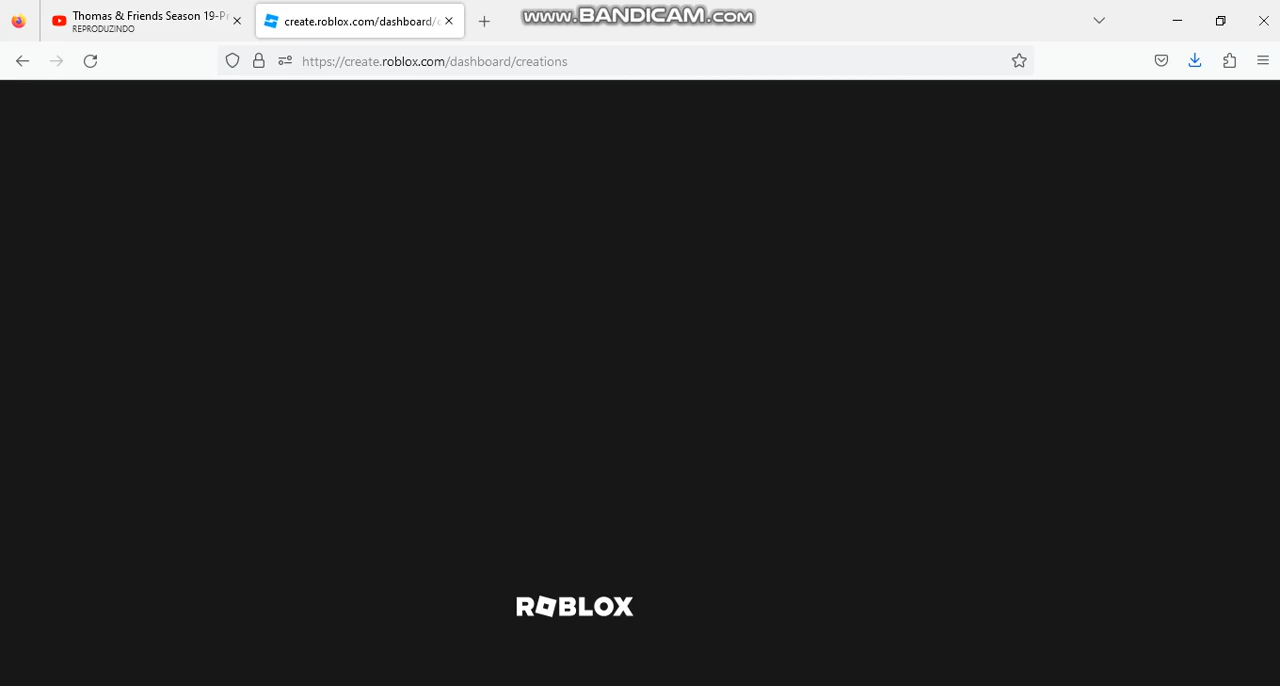 Thomas & Friends Season 19-Pr
REPRODUZINDO
create.roblox.com/dashboard/c
www.BANDICAM.com
https://create.roblox.com/dashboard/creations
ROBLOX